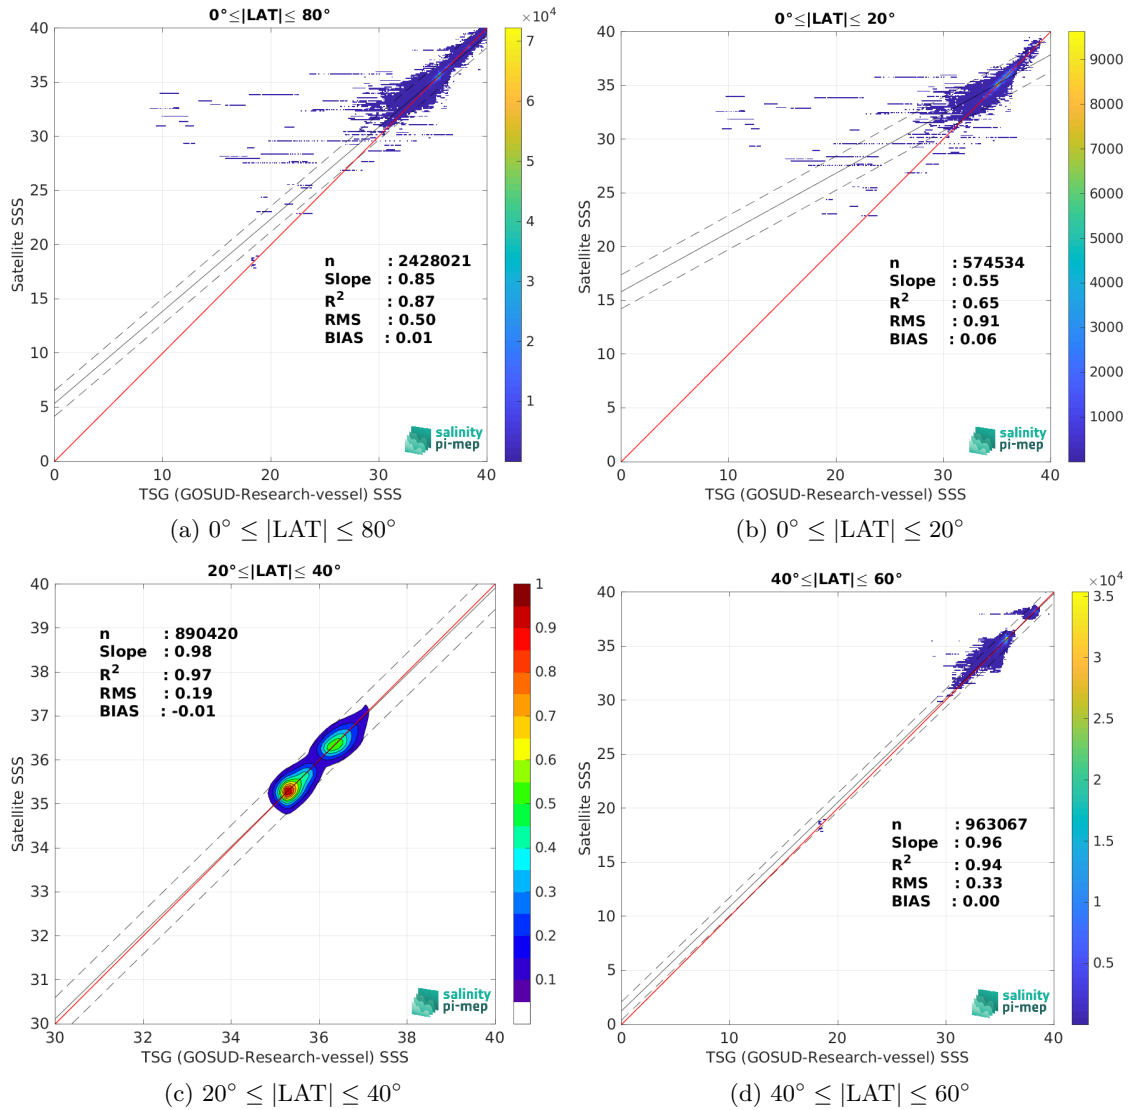 0°≤|LAT|≤ 80°
×10⁴
40
35
30
25
20
15
10
5
0
0 10 20 30 40
Satellite SSS
TSG (GOSUD-Research-vessel) SSS
n : 2428021
Slope : 0.85
R² : 0.87
RMS : 0.50
BIAS : 0.01
salinity
pi-mep
7
6
5
4
3
2
1
(a) 0° ≤ |LAT| ≤ 80°
0°≤|LAT|≤ 20°
40
35
30
25
20
15
10
5
0
0 10 20 30 40
Satellite SSS
TSG (GOSUD-Research-vessel) SSS
n : 574534
Slope : 0.55
R² : 0.65
RMS : 0.91
BIAS : 0.06
salinity
pi-mep
9000
8000
7000
6000
5000
4000
3000
2000
1000
(b) 0° ≤ |LAT| ≤ 20°
20°≤|LAT|≤ 40°
40
39
38
37
36
35
34
33
32
31
30
30 32 34 36 38 40
Satellite SSS
TSG (GOSUD-Research-vessel) SSS
n : 890420
Slope : 0.98
R² : 0.97
RMS : 0.19
BIAS : -0.01
salinity
pi-mep
1
0.9
0.8
0.7
0.6
0.5
0.4
0.3
0.2
0.1
(c) 20° ≤ |LAT| ≤ 40°
40°≤|LAT|≤ 60°
×10⁴
40
35
30
25
20
15
10
5
0
0 10 20 30 40
Satellite SSS
TSG (GOSUD-Research-vessel) SSS
n : 963067
Slope : 0.96
R² : 0.94
RMS : 0.33
BIAS : 0.00
salinity
pi-mep
3.5
3
2.5
2
1.5
1
0.5
(d) 40° ≤ |LAT| ≤ 60°